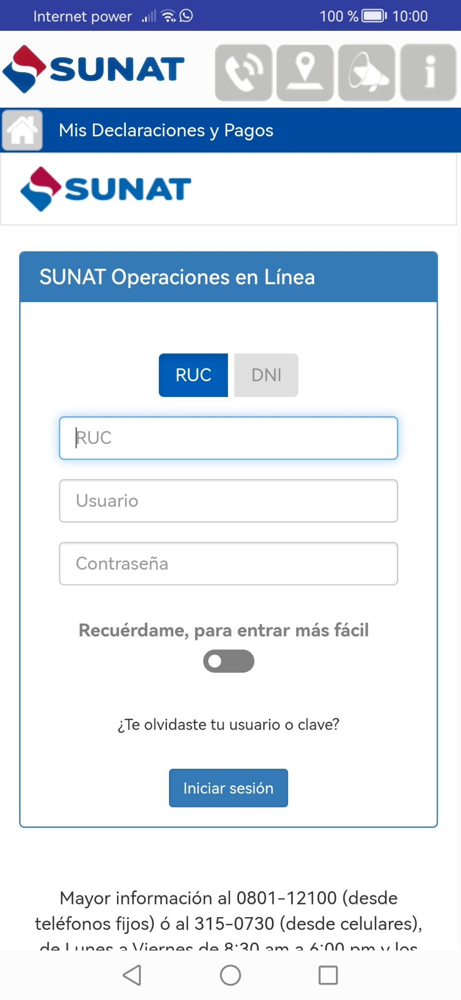 Internet power 100 % 10:00
SUNAT
Mis Declaraciones y Pagos
SUNAT
SUNAT Operaciones en Línea
RUC DNI
RUC
Usuario
Contraseña
Recuérdame, para entrar más fácil
¿Te olvidaste tu usuario o clave?
Iniciar sesión
Mayor información al 0801-12100 (desde
teléfonos fijos) ó al 315-0730 (desde celulares),
de Lunes a Viernes de 8:30 am a 6:00 pm y los